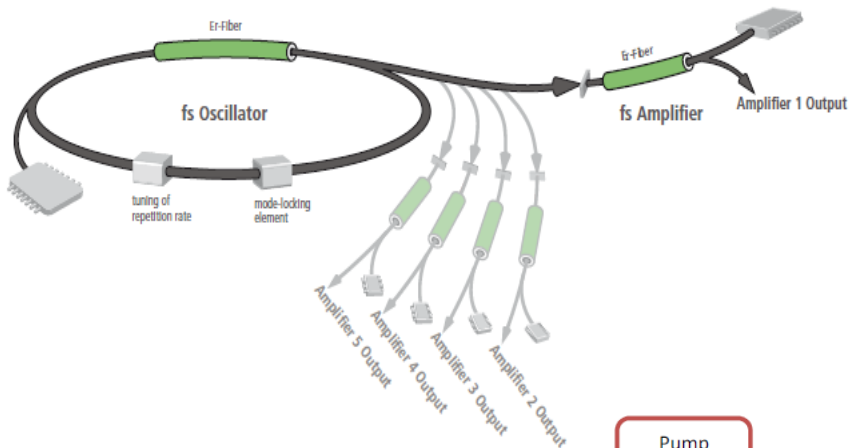 Er-Fiber
fs Oscillator
tuning of
repetition rate
mode-locking
element
Er-Fiber
fs Amplifier
Amplifier 1 Output
Amplifier 5 Output
Amplifier 4 Output
Amplifier 3 Output
Amplifier 2 Output
Pump